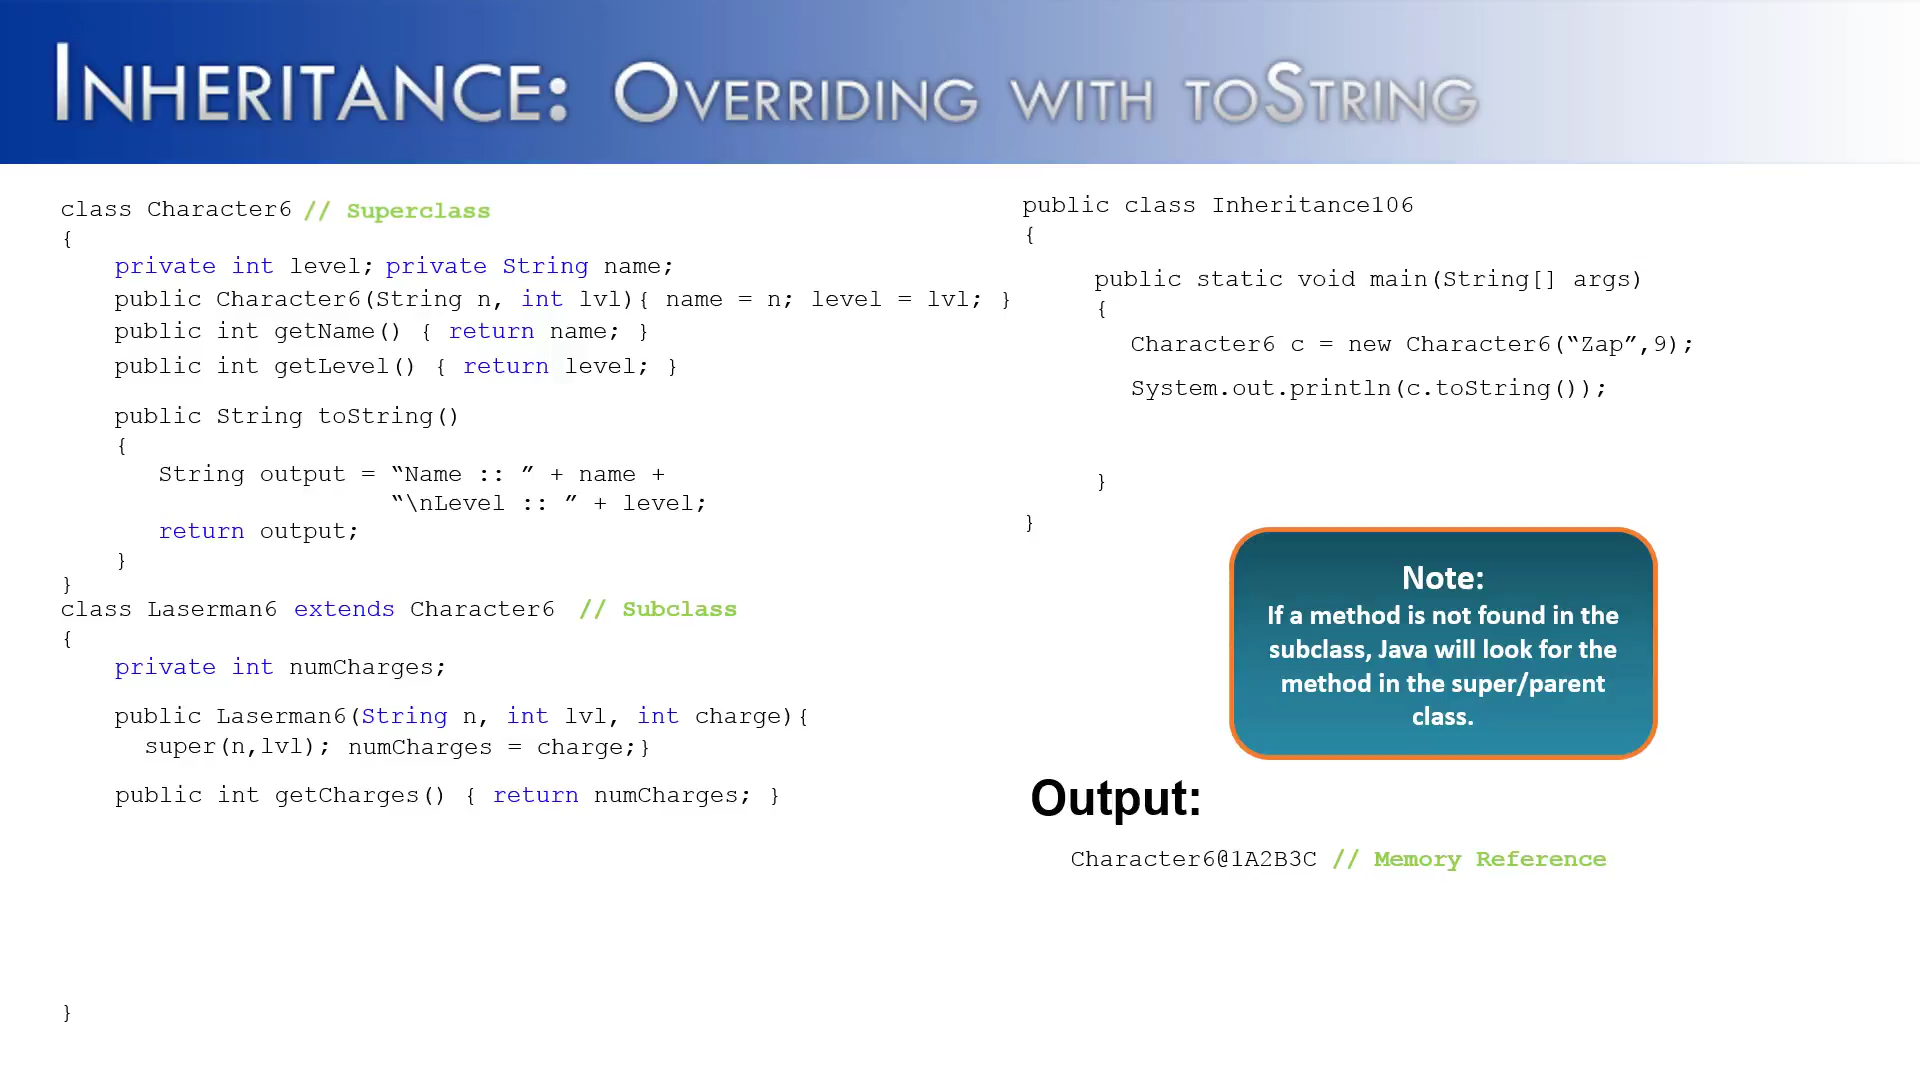 INHERITANCE: OVERRIDING WITH TOSTRING
class Character6 // Superclass
{
private int level; private String name;
public Character6(String n, int lvl){ name = n; level = lvl; }
public int getName() { return name; }
public int getLevel() { return level; }
public String toString()
{
String output = “Name :: ” + name +
“\nLevel :: ” + level;
return output;
}
}
class Laserman6 extends Character6 // Subclass
{
private int numCharges;
public Laserman6(String n, int lvl, int charge){
super(n,lvl); numCharges = charge;}
public int getCharges() { return numCharges; }
}
public class Inheritance106
{
public static void main(String[] args)
{
Character6 c = new Character6(“Zap”,9);
System.out.println(c.toString());
}
}
Note:
If a method is not found in the
subclass, Java will look for the
method in the super/parent
class.
Output:
Character6@1A2B3C // Memory Reference